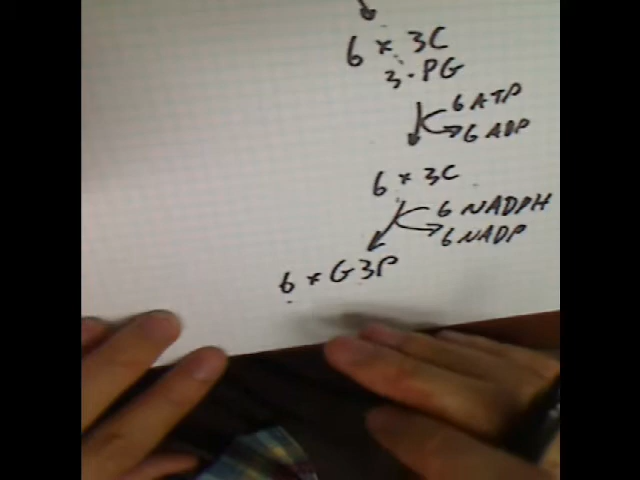 6 × 3C
3-PG
6 ATP
6 ADP
6 × 3C
6 NADPH
6 NADP
6 × G3P